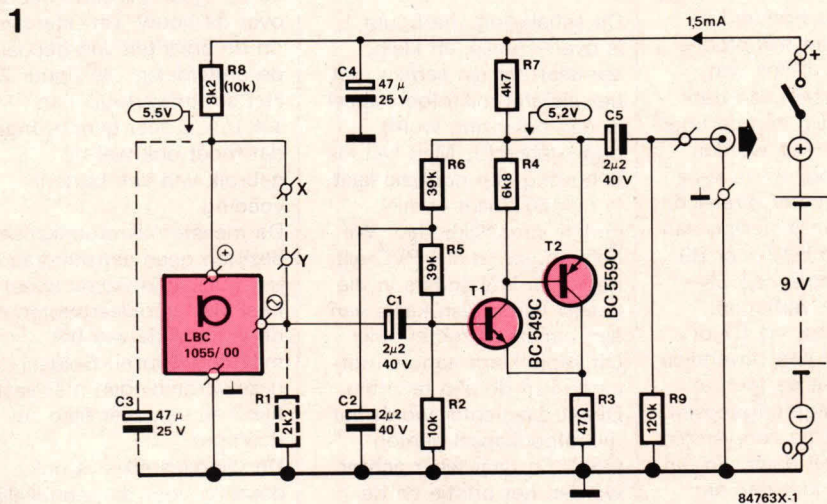 1
1,5mA
+
R8
8k2
(10k)
5,5V
C4
47 µ
25 V
R7
4k7
5,2V
C5
2µ2
40 V
R6
39k
R4
6k8
X
Y
R5
39k
T2
BC 559C
T1
BC 549C
9 V
LBC
1055/ 00
C1
2µ2
40 V
C3
47 µ
25 V
R1
2k2
C2
2µ2
40 V
R2
10k
R3
47Ω
R9
120k
0
84763X-1